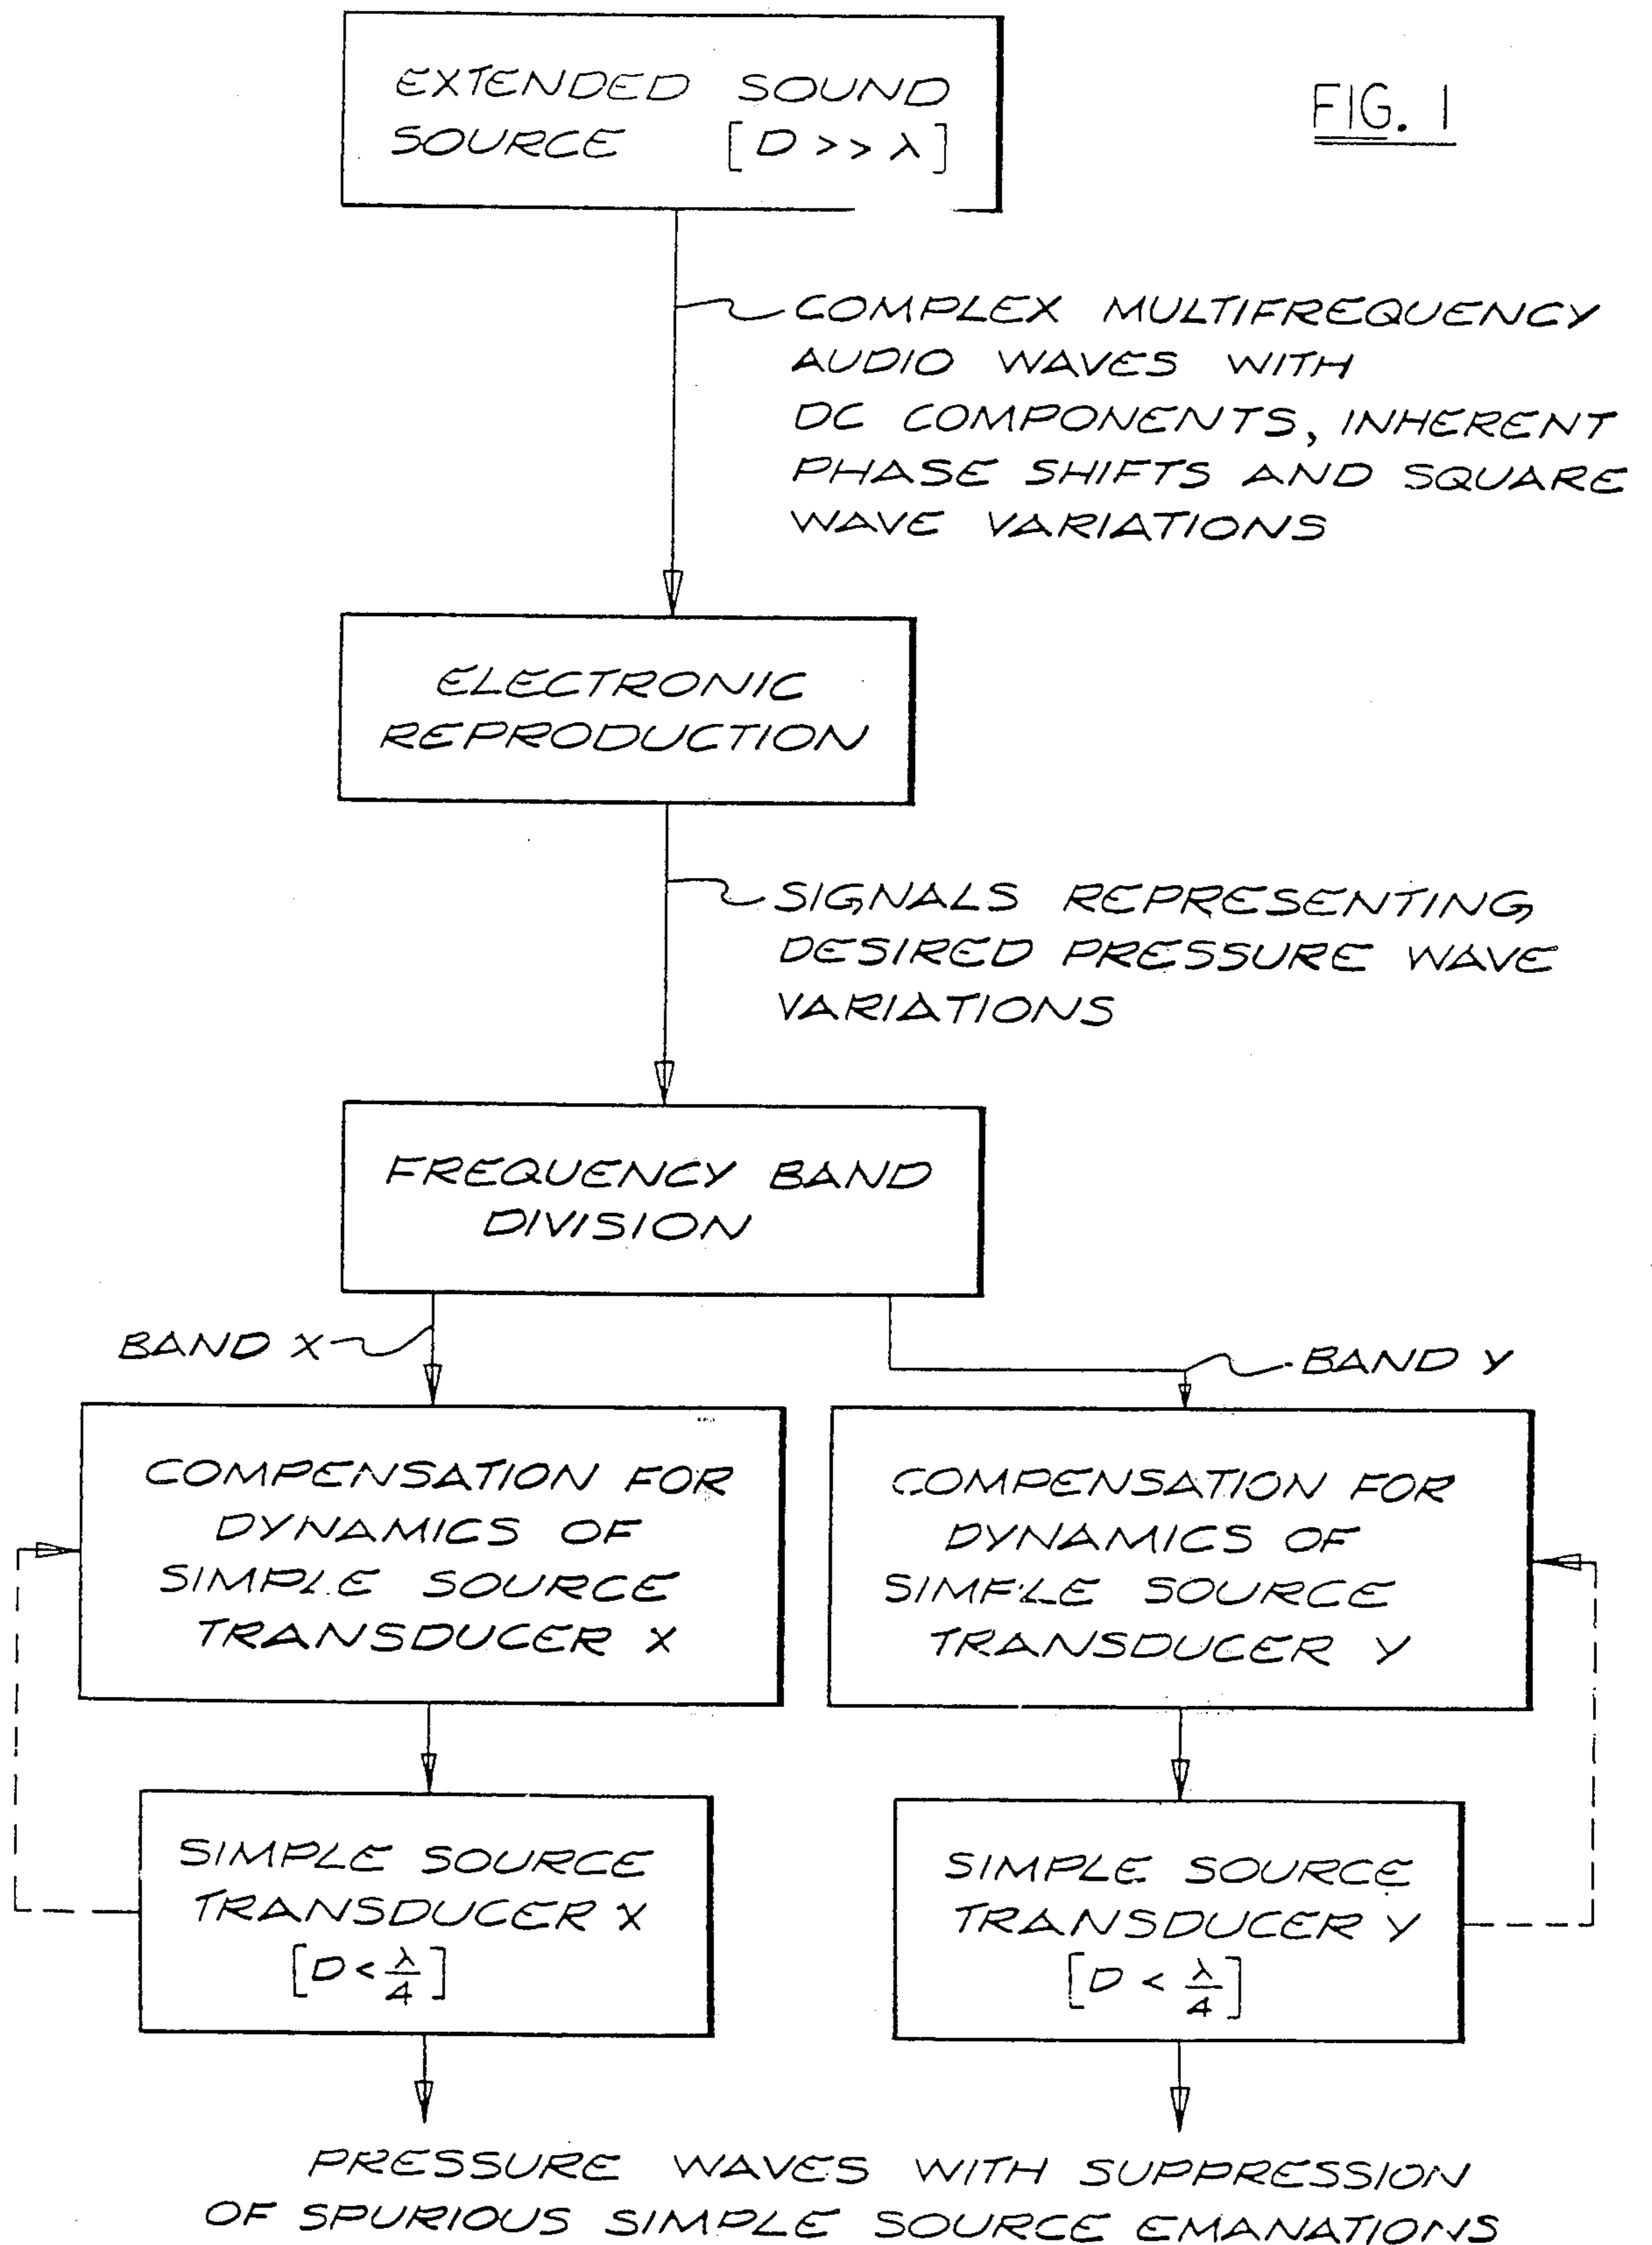 EXTENDED SOUND
SOURCE [D >> λ]
FIG. 1
COMPLEX MULTIFREQUENCY
AUDIO WAVES WITH
DC COMPONENTS, INHERENT
PHASE SHIFTS AND SQUARE
WAVE VARIATIONS
ELECTRONIC
REPRODUCTION
SIGNALS REPRESENTING
DESIRED PRESSURE WAVE
VARIATIONS
FREQUENCY BAND
DIVISION
BAND X
BAND Y
COMPENSATION FOR
DYNAMICS OF
SIMPLE SOURCE
TRANSDUCER X
COMPENSATION FOR
DYNAMICS OF
SIMPLE SOURCE
TRANSDUCER Y
SIMPLE SOURCE
TRANSDUCER X
[D < λ/4]
SIMPLE SOURCE
TRANSDUCER Y
[D < λ/4]
PRESSURE WAVES WITH SUPPRESSION
OF SPURIOUS SIMPLE SOURCE EMANATIONS